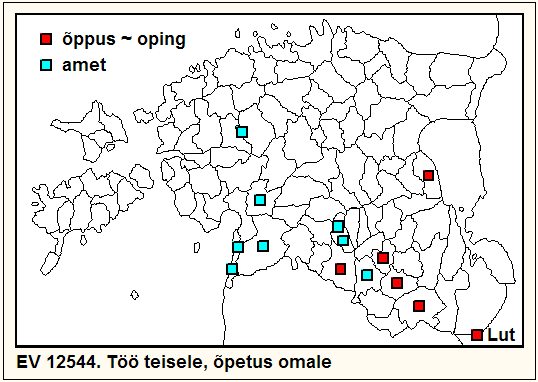 õppus ~ oping
amet
Lut
EV 12544. Töö teisele, õpetus omale